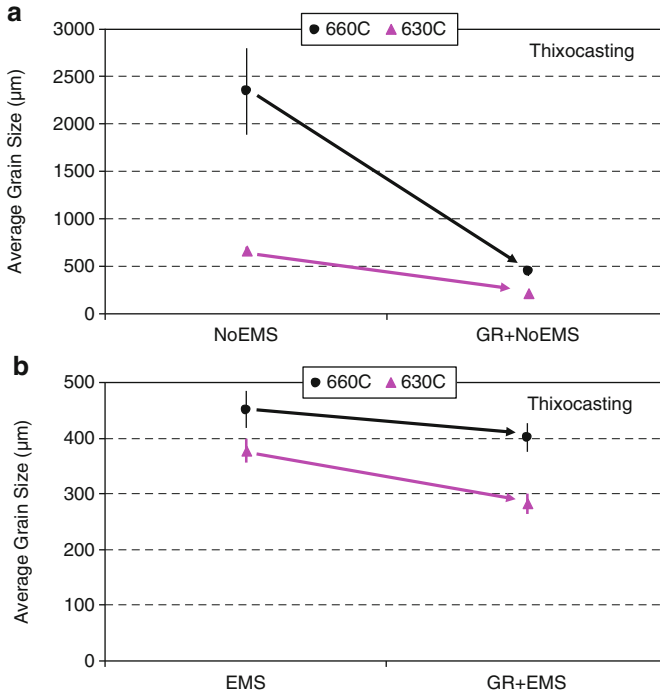 a
660C 630C
Thixocasting
Average Grain Size (µm)
3000
2500
2000
1500
1000
500
0
NoEMS GR+NoEMS
b
660C 630C
Thixocasting
Average Grain Size (µm)
500
400
300
200
100
0
EMS GR+EMS